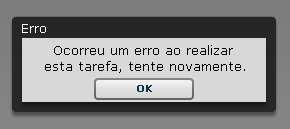 Erro
Ocorreu um erro ao realizar
esta tarefa, tente novamente.
OK